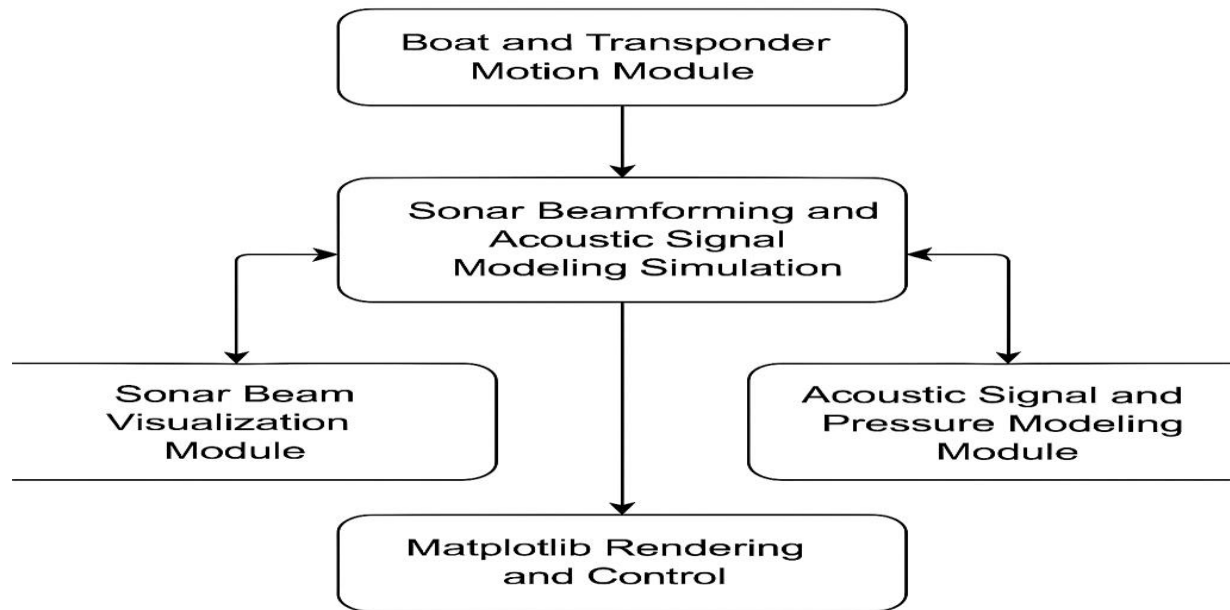 Boat and Transponder
Motion Module
Sonar Beamforming and
Acoustic Signal
Modeling Simulation
Sonar Beam
Visualization
Module
Acoustic Signal and
Pressure Modeling
Module
Matplotlib Rendering
and Control